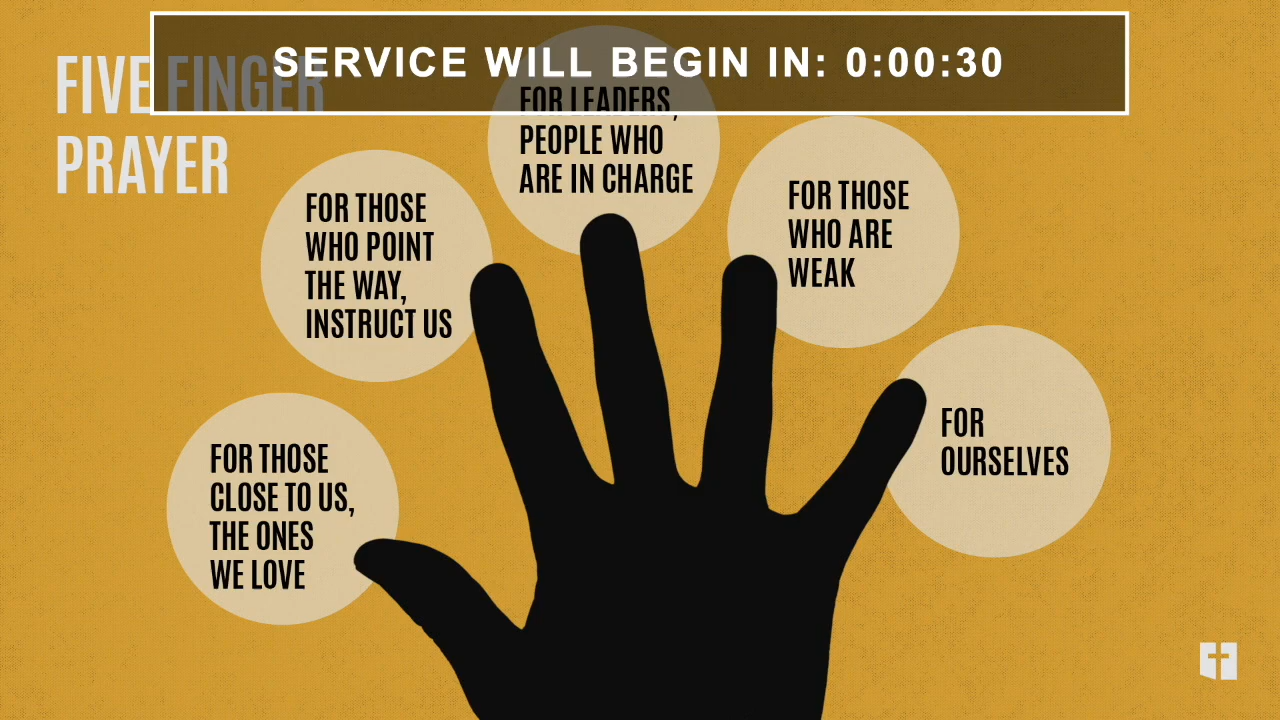 SERVICE WILL BEGIN IN: 0:00:30
FIVE FINGER
PRAYER
FOR LEADERS,
PEOPLE WHO
ARE IN CHARGE
FOR THOSE
WHO POINT
THE WAY,
INSTRUCT US
FOR THOSE
WHO ARE
WEAK
FOR THOSE
CLOSE TO US,
THE ONES
WE LOVE
FOR
OURSELVES